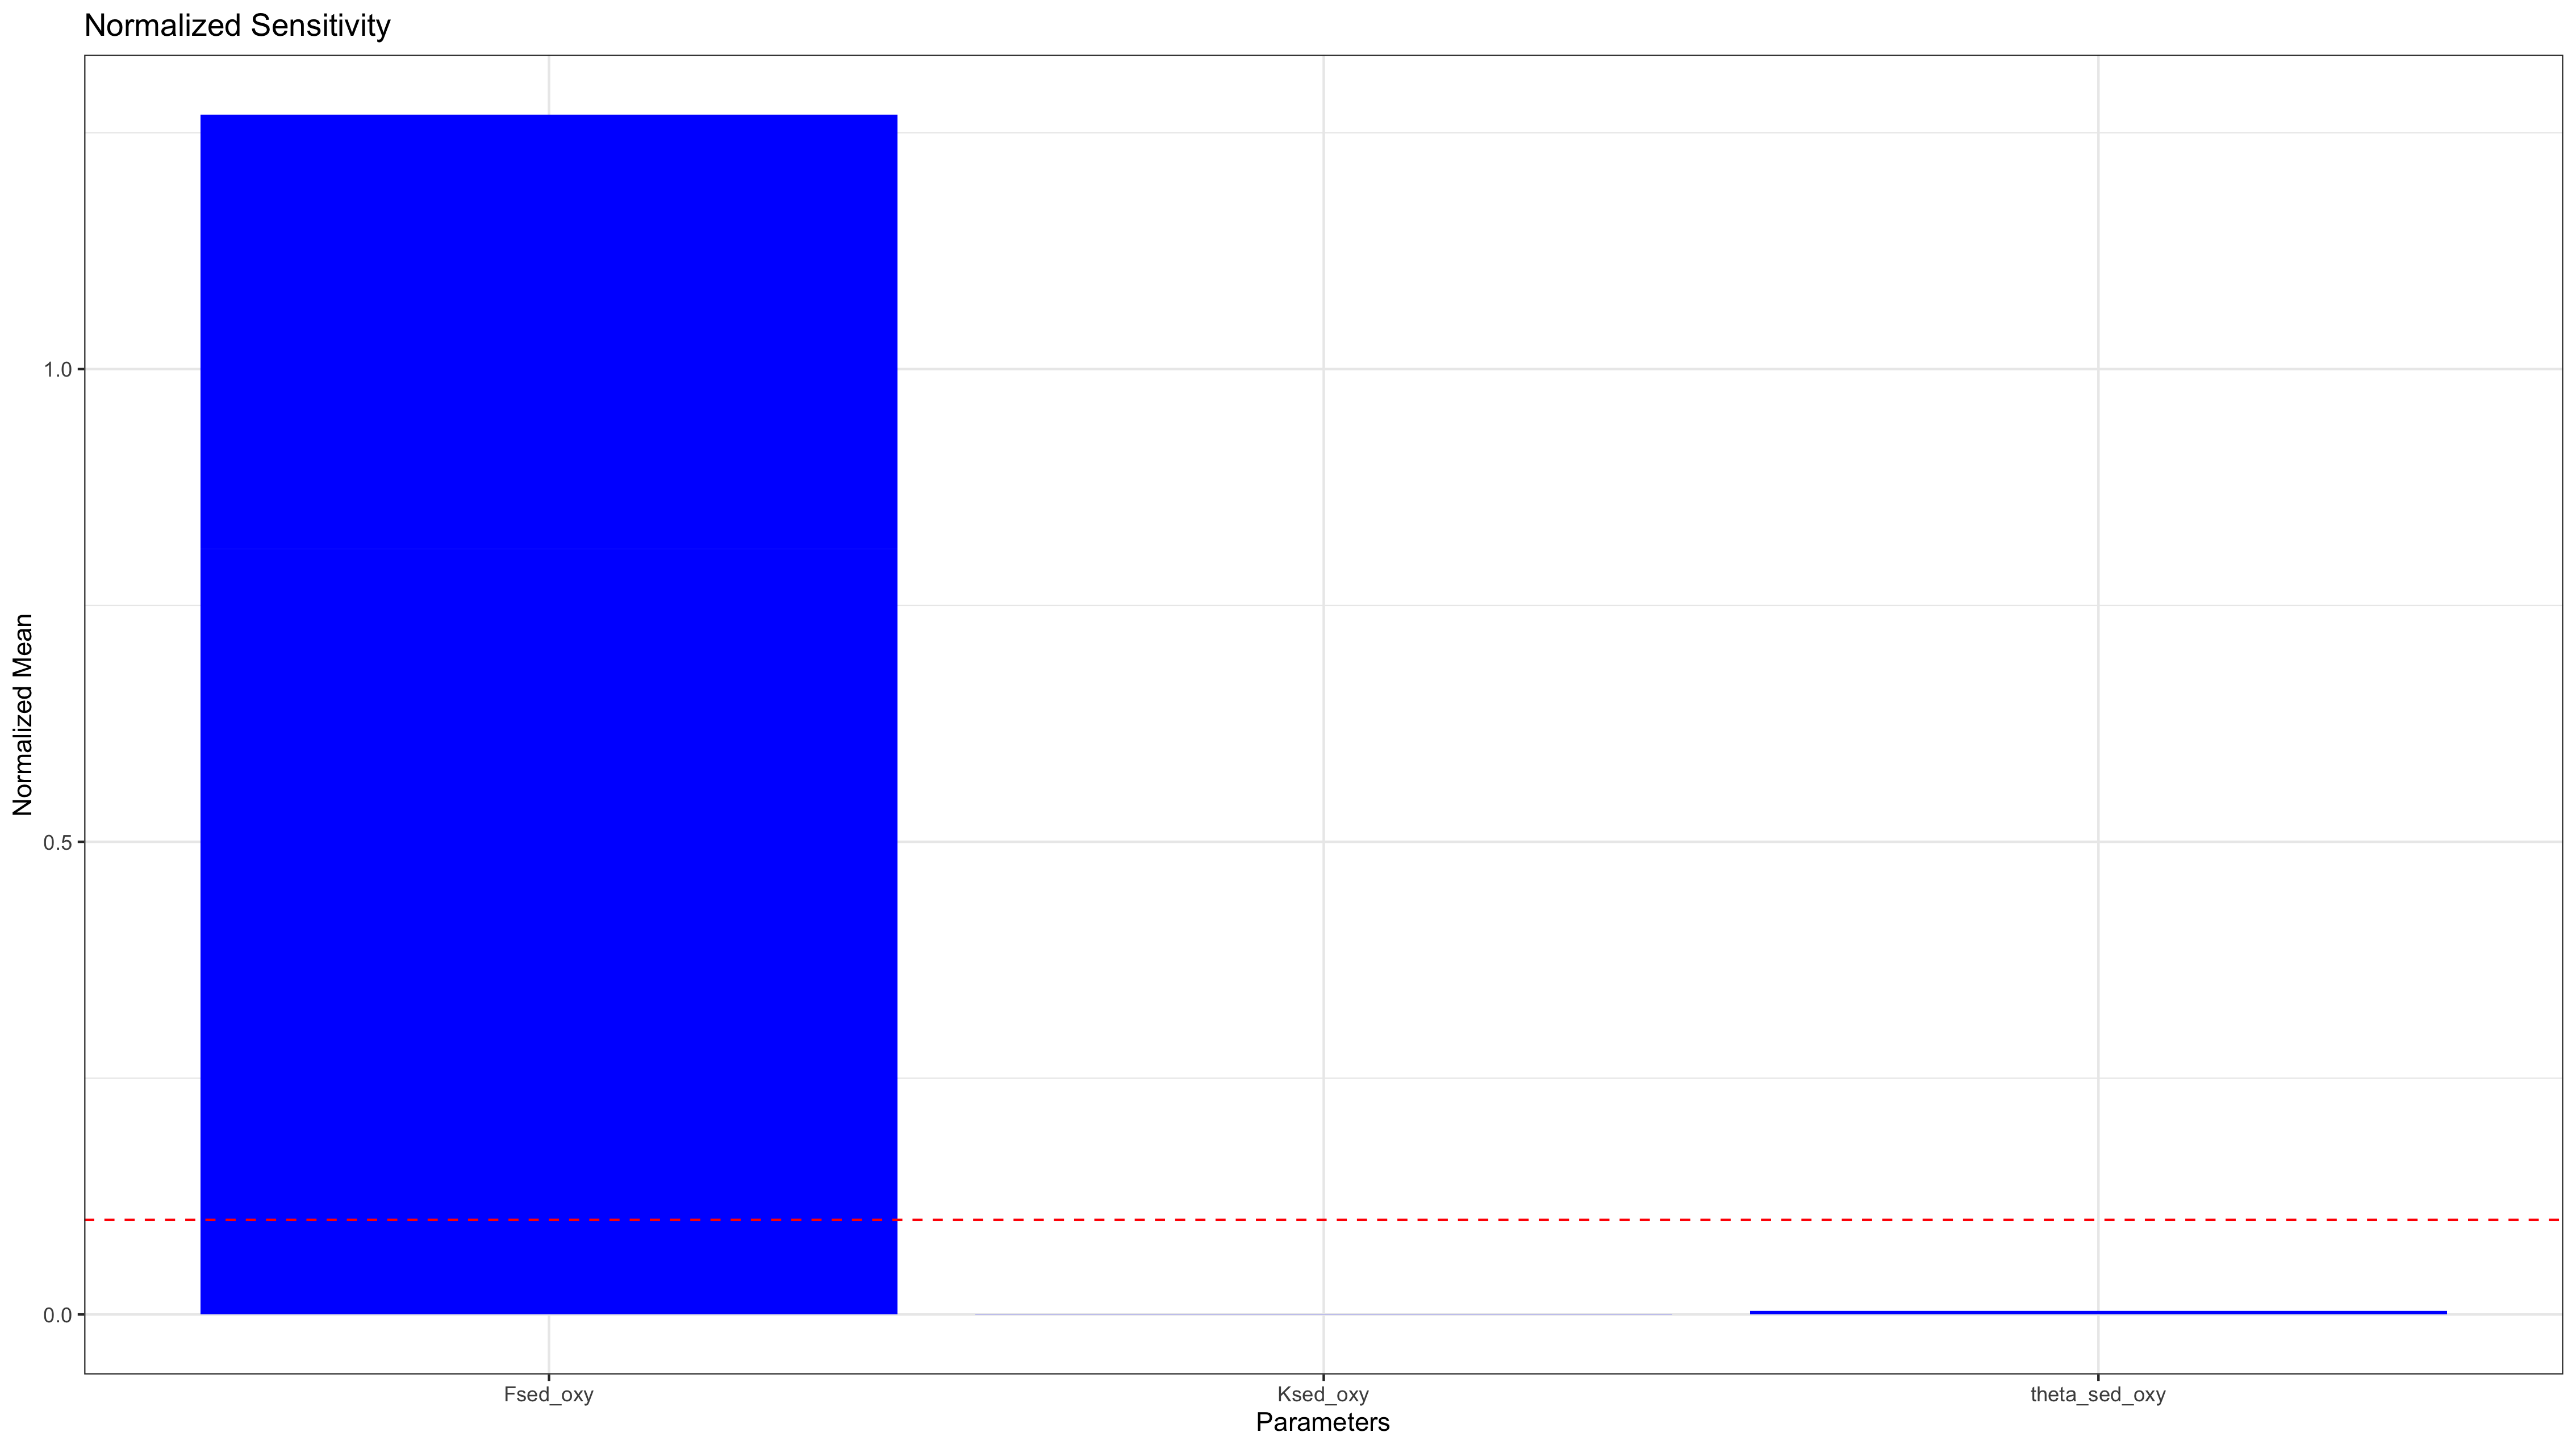 Normalized Sensitivity
Normalized Mean
1.0
0.5
0.0
Fsed_oxy Ksed_oxy theta_sed_oxy
Parameters